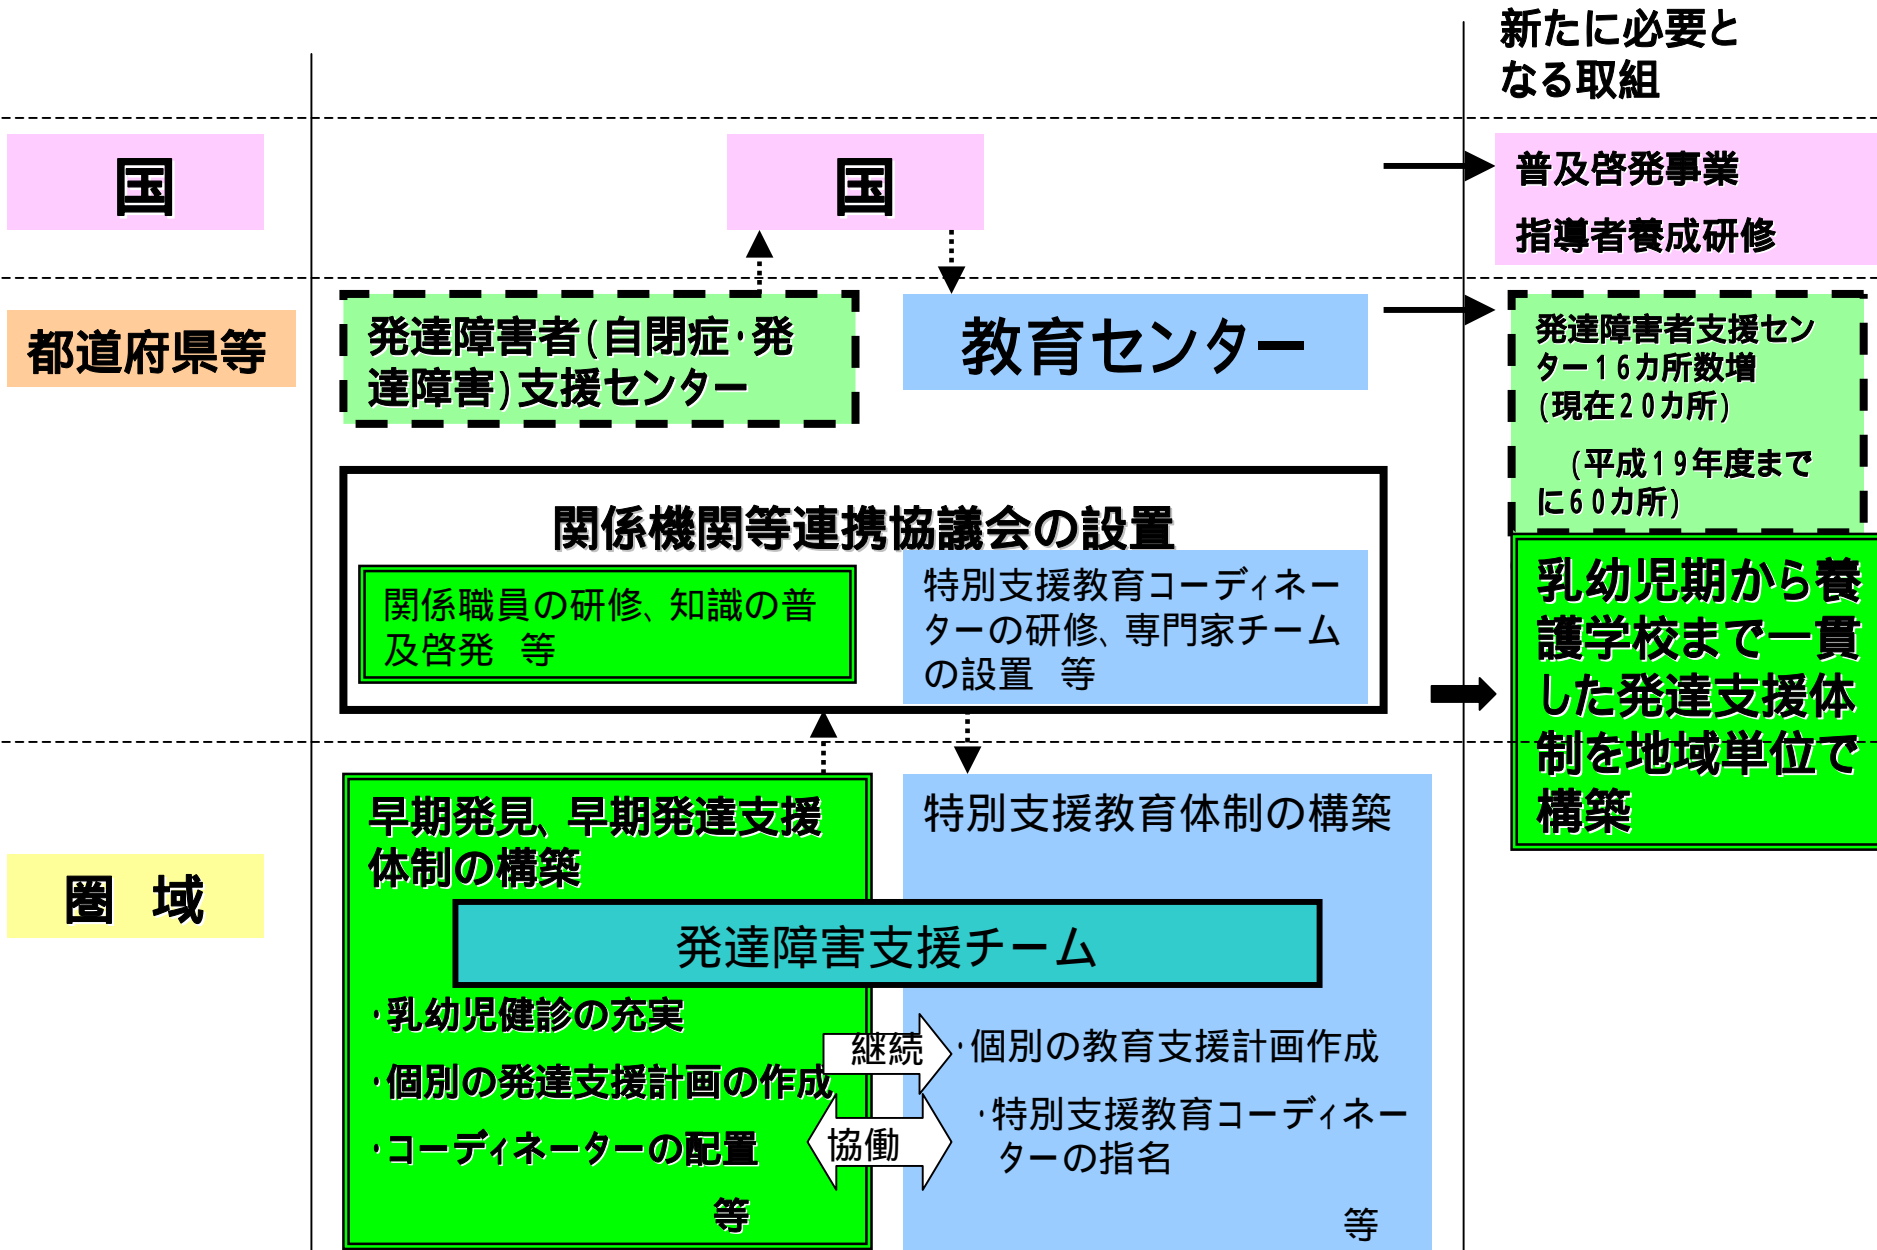 新たに必要と
なる取組
国
国
普及啓発事業
指導者養成研修
都道府県等
発達障害者(自閉症・発
達障害)支援センター
教育センター
発達障害者支援セン
ター16カ所数増
(現在20カ所)
(平成19年度まで
に60カ所)
関係機関等連携協議会の設置
関係職員の研修、知識の普
及啓発 等
特別支援教育コーディネー
ターの研修、専門家チーム
の設置 等
乳幼児期から養
護学校まで一貫
した発達支援体
制を地域単位で
構築
圏 域
早期発見、早期発達支援
体制の構築
特別支援教育体制の構築
発達障害支援チーム
・乳幼児健診の充実
・個別の発達支援計画の作成
・コーディネーターの配置
等
継続
協働
・個別の教育支援計画作成
・特別支援教育コーディネー
ターの指名
等